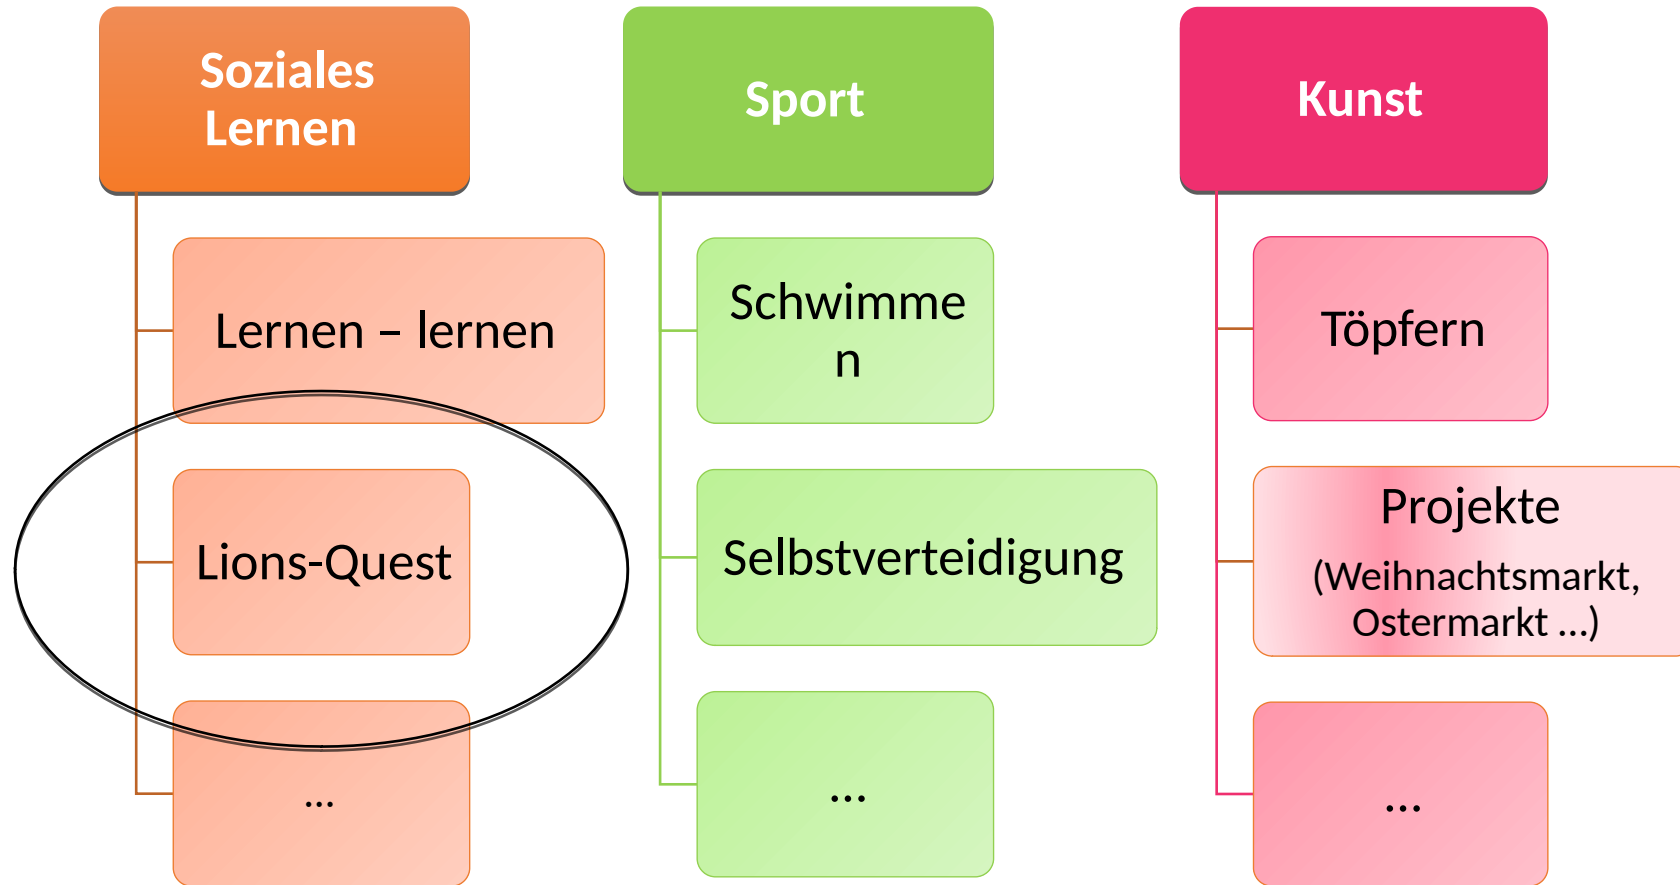 Soziales
Lernen
Lernen – lernen
Lions-Quest
...
Sport
Schwimme
n
Selbstverteidigung
...
Kunst
Töpfern
Projekte
(Weihnachtsmarkt,
Ostermarkt ...)
...